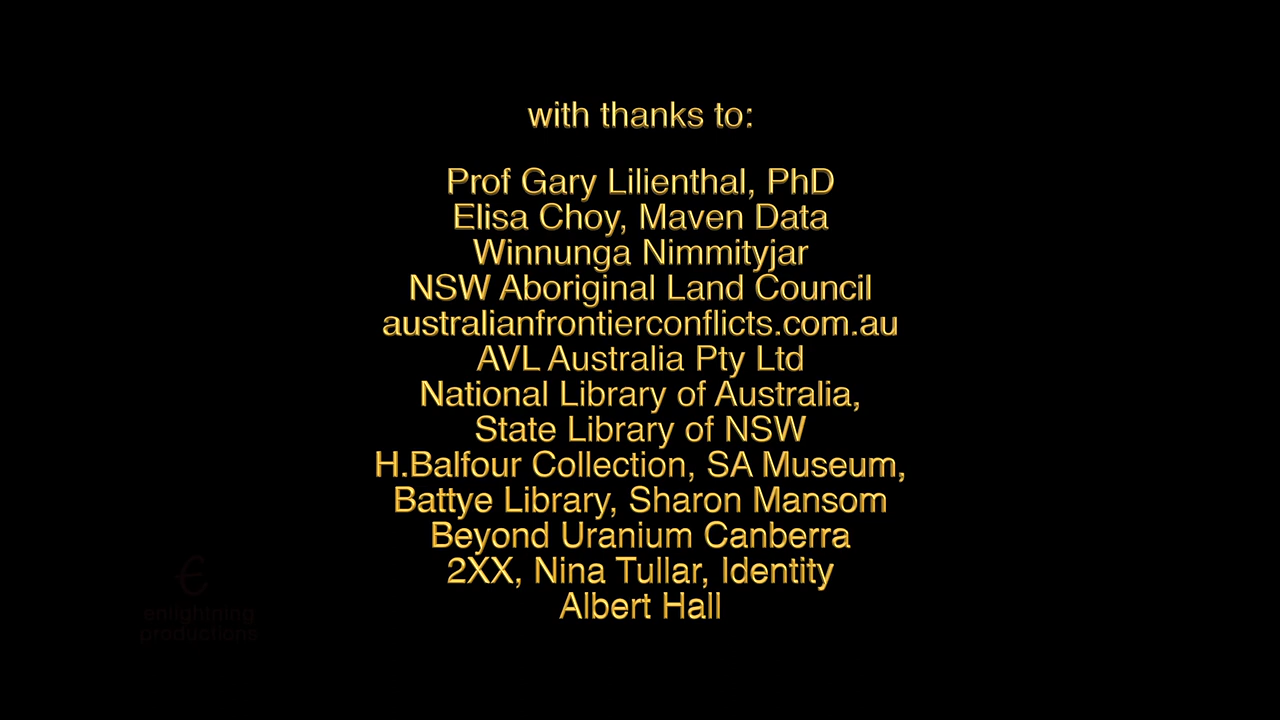 with thanks to:
Prof Gary Lilienthal, PhD
Elisa Choy, Maven Data
Winnunga Nimmityjar
NSW Aboriginal Land Council
australianfrontierconflicts.com.au
AVL Australia Pty Ltd
National Library of Australia,
State Library of NSW
H.Balfour Collection, SA Museum,
Battye Library, Sharon Mansom
Beyond Uranium Canberra
2XX, Nina Tullar, Identity
Albert Hall
enlightning
productions